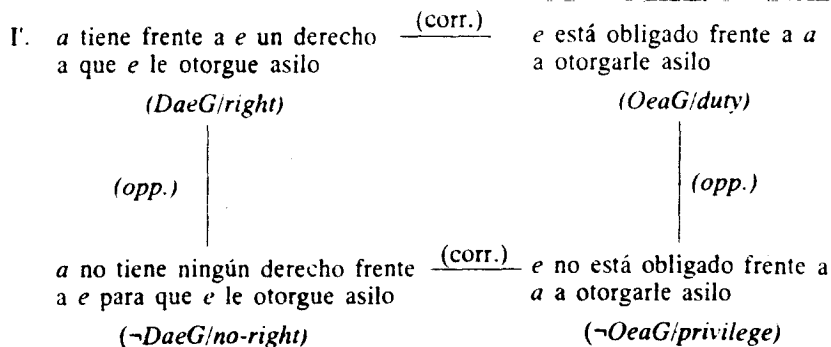 I'. a tiene frente a e un derecho (corr.) e está obligado frente a a
a que e le otorgue asilo a otorgarle asilo
(DaeG/right) (OeaG/duty)
(opp.) (opp.)
a no tiene ningún derecho frente (corr.) e no está obligado frente a
a e para que e le otorgue asilo a a otorgarle asilo
(¬DaeG/no-right) (¬OeaG/privilege)